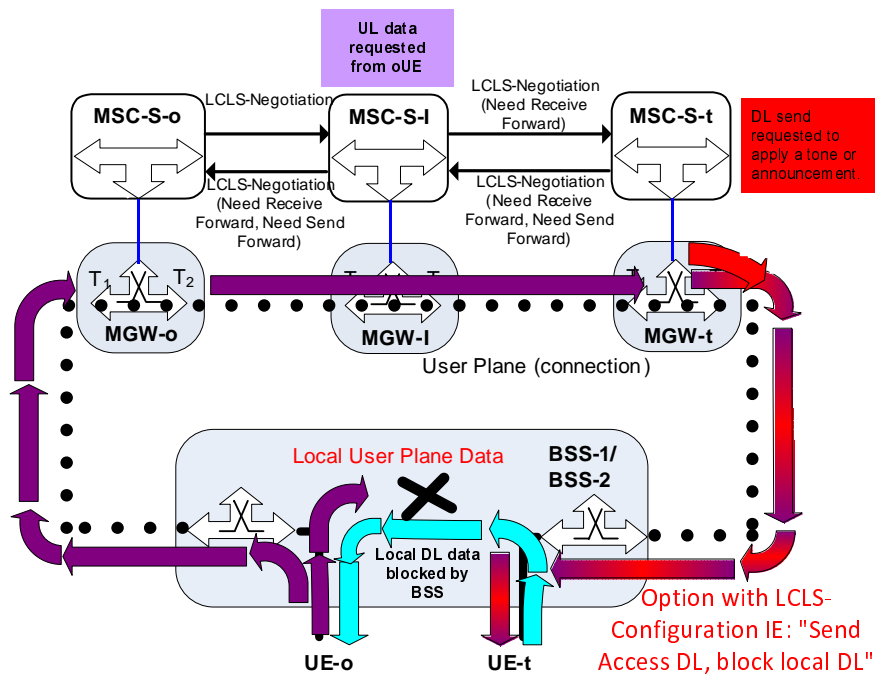 UL data
requested
from oUE
LCLS-Negotiation
LCLS-Negotiation
(Need Receive
Forward)
MSC-S-o
MSC-S-I
MSC-S-t
DL send
requested to
apply a tone or
announcement.
LCLS-Negotiation
(Need Receive
Forward, Need Send
Forward)
LCLS-Negotiation
(Need Receive
Forward, Need Send
Forward)
T1
T2
MGW-o
MGW-I
MGW-t
User Plane (connection)
Local User Plane Data
BSS-1/
BSS-2
Local DL data
blocked by
BSS
Option with LCLS-
Configuration IE: "Send
Access DL, block local DL"
UE-o
UE-t